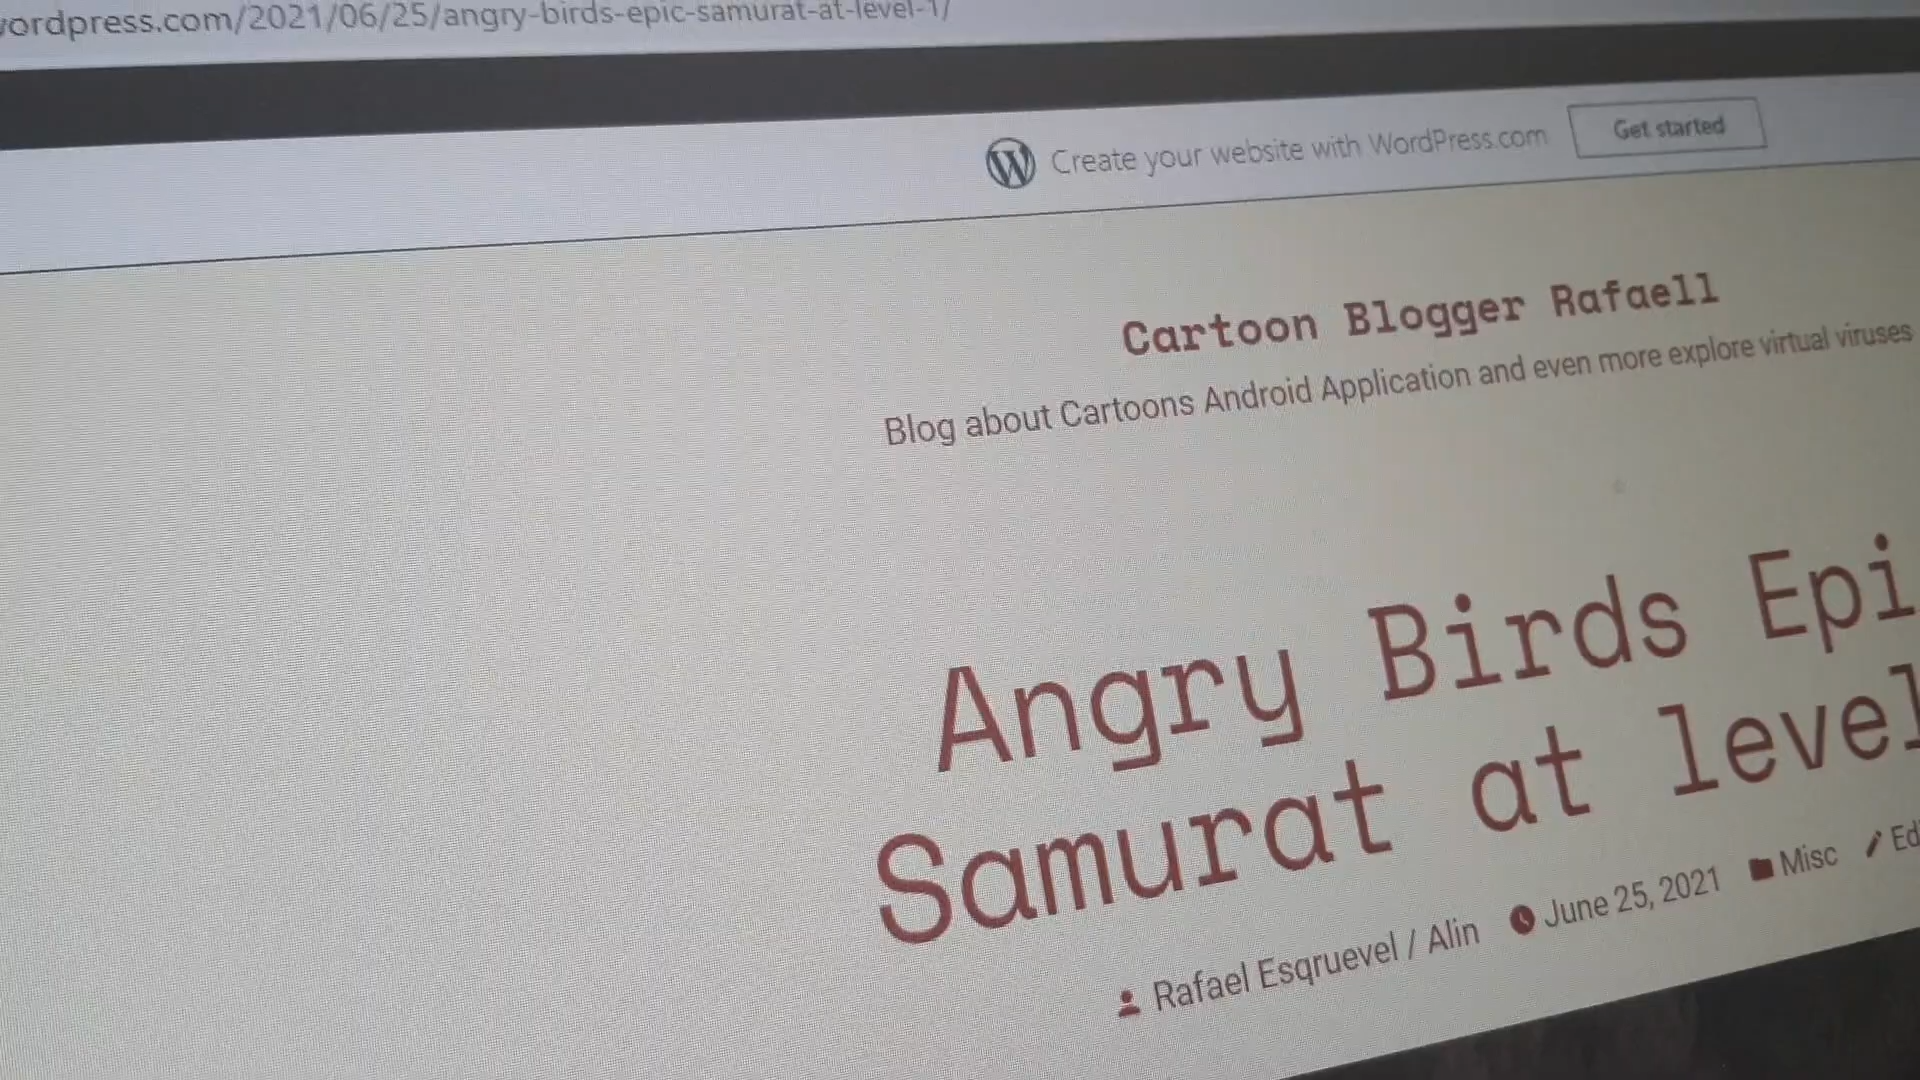 wordpress.com/2021/06/25/angry-birds-epic-samurat-at-level-1/
Create your website with WordPress.com
Get started
Cartoon Blogger Rafaell
Blog about Cartoons Android Application and even more explore virtual viruses
Angry Birds Epi
Samurat at level
Rafael Esqruevel / Alin June 25, 2021 Misc Ed